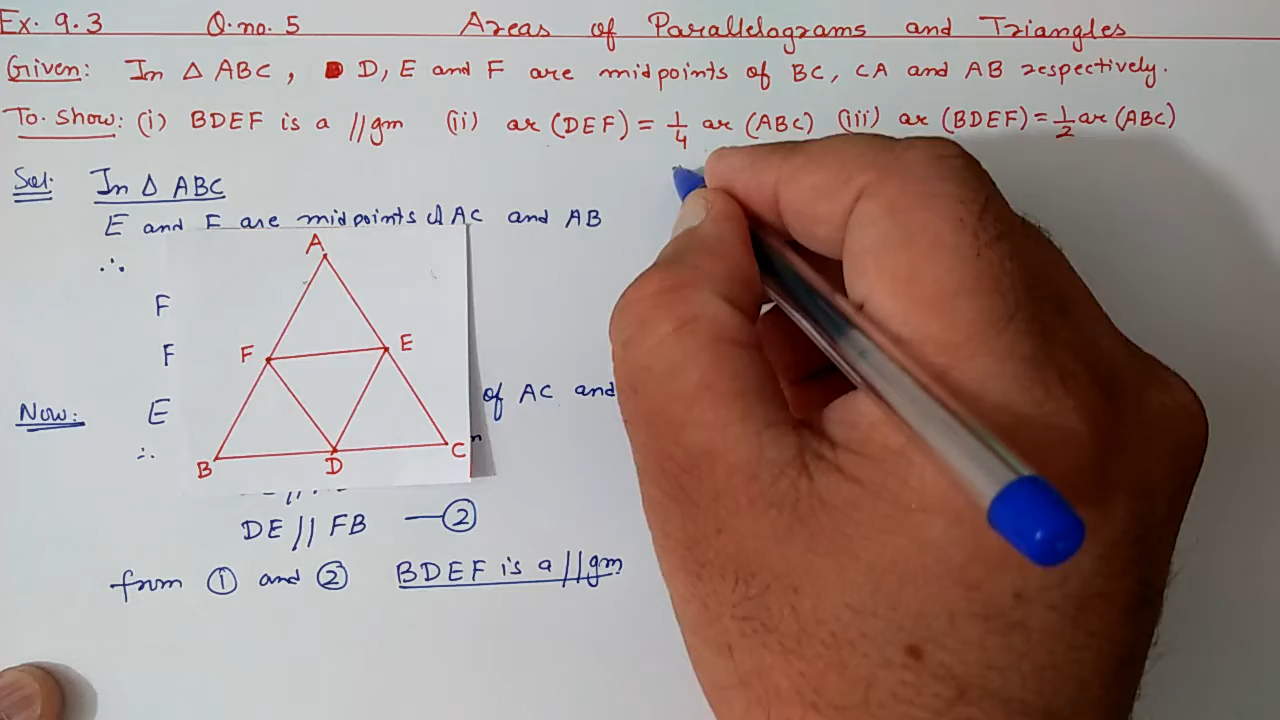 Ex. 9.3 Q. no. 5 Areas of Parallelograms and Triangles
Given: In Δ ABC, D, E and F are midpoints of BC, CA and AB respectively.
To show: (i) BDEF is a //gm (ii) ar (DEF) = 1/4 ar (ABC) (iii) ar (BDEF) = 1/2 ar (ABC)
Sol: In Δ ABC
E and F are midpoints of AC and AB
∴
A
F
F E
F
of AC and
Now: E
∴
B D C
DE // FB — ②
from ① and ② BDEF is a //gm